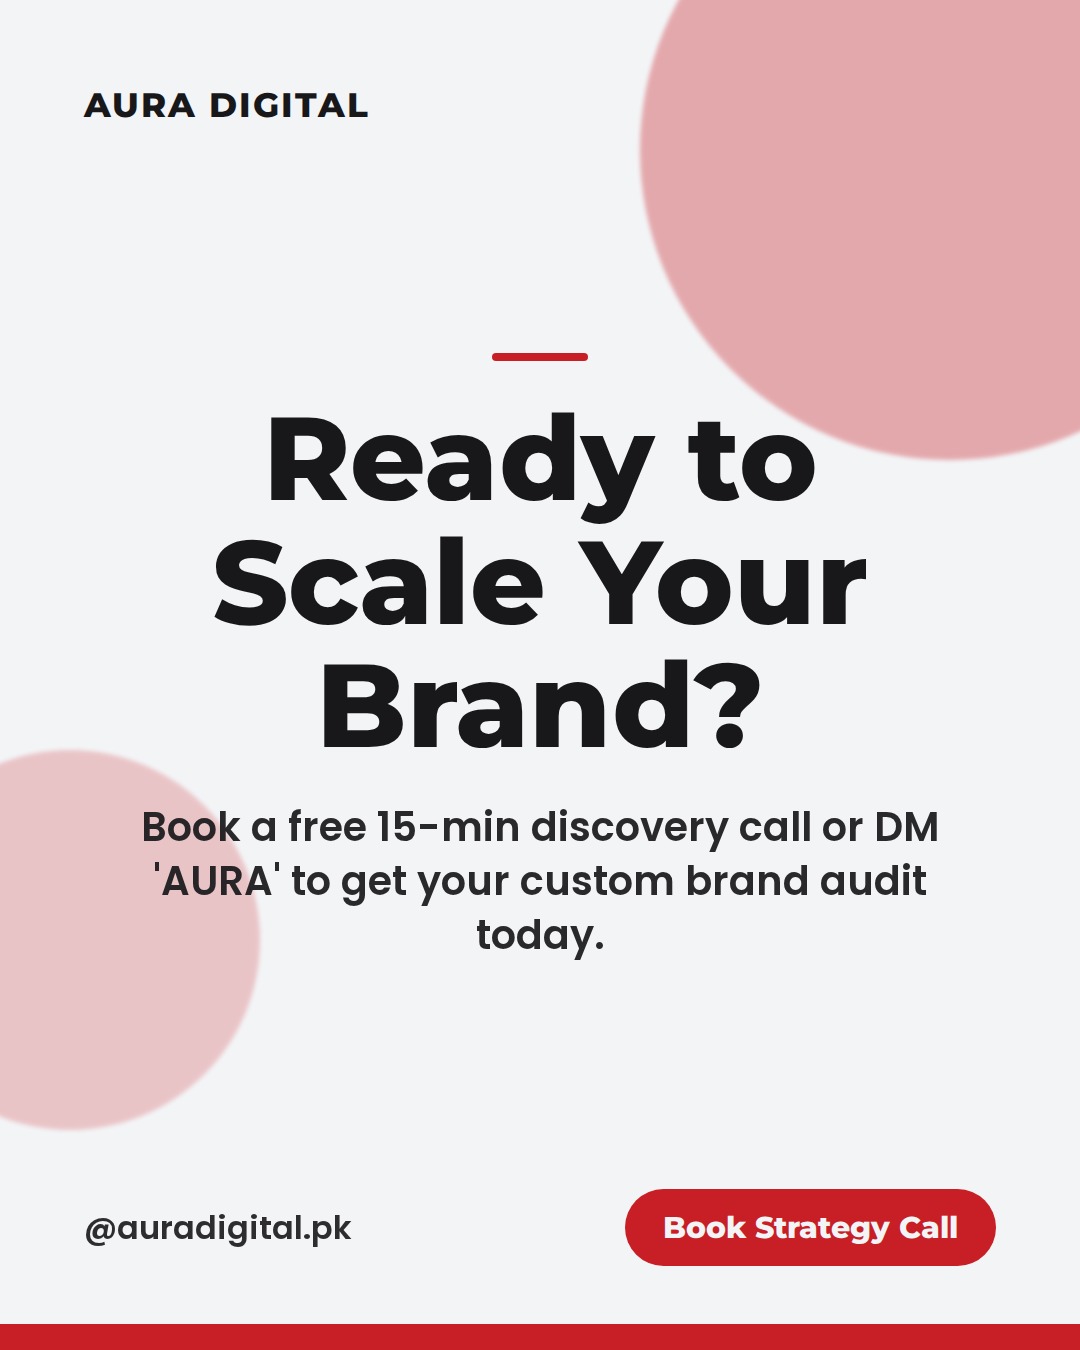 AURA DIGITAL
Ready to
Scale Your
Brand?
Book a free 15-min discovery call or DM
'AURA' to get your custom brand audit
today.
@auradigital.pk
Book Strategy Call